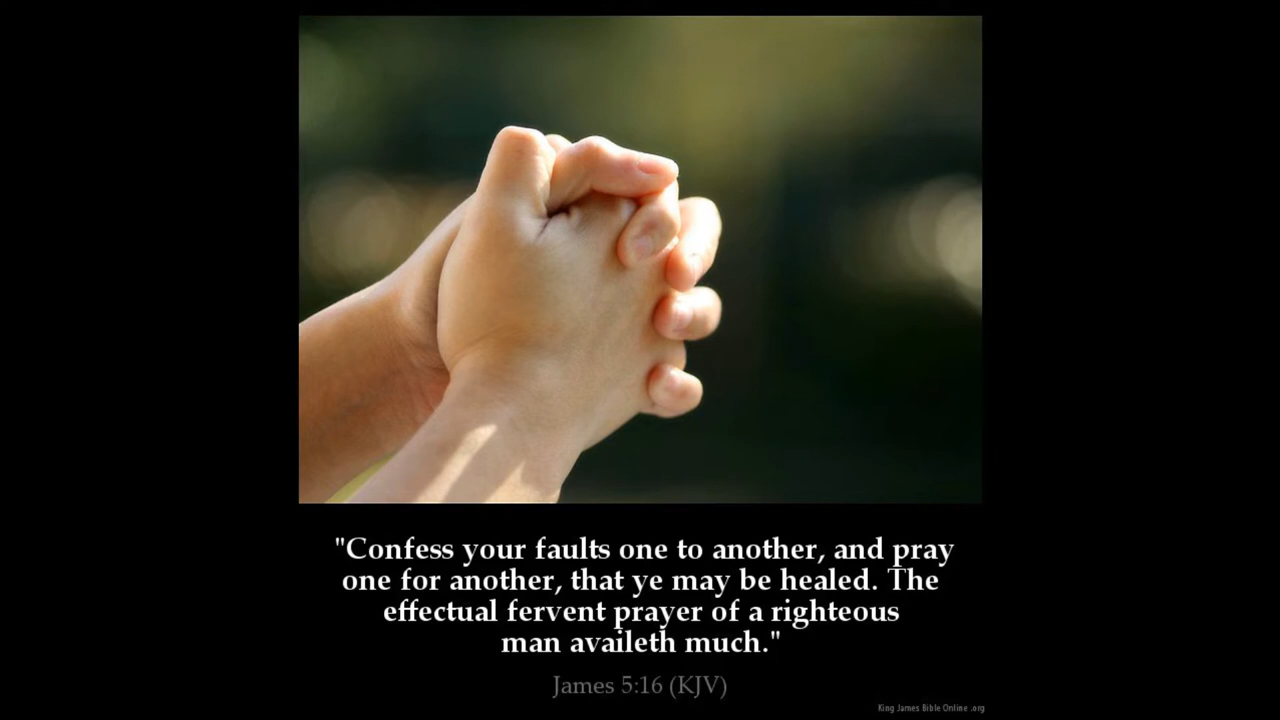 "Confess your faults one to another, and pray
one for another, that ye may be healed. The
effectual fervent prayer of a righteous
man availeth much."
James 5:16 (KJV)
King James Bible Online .org